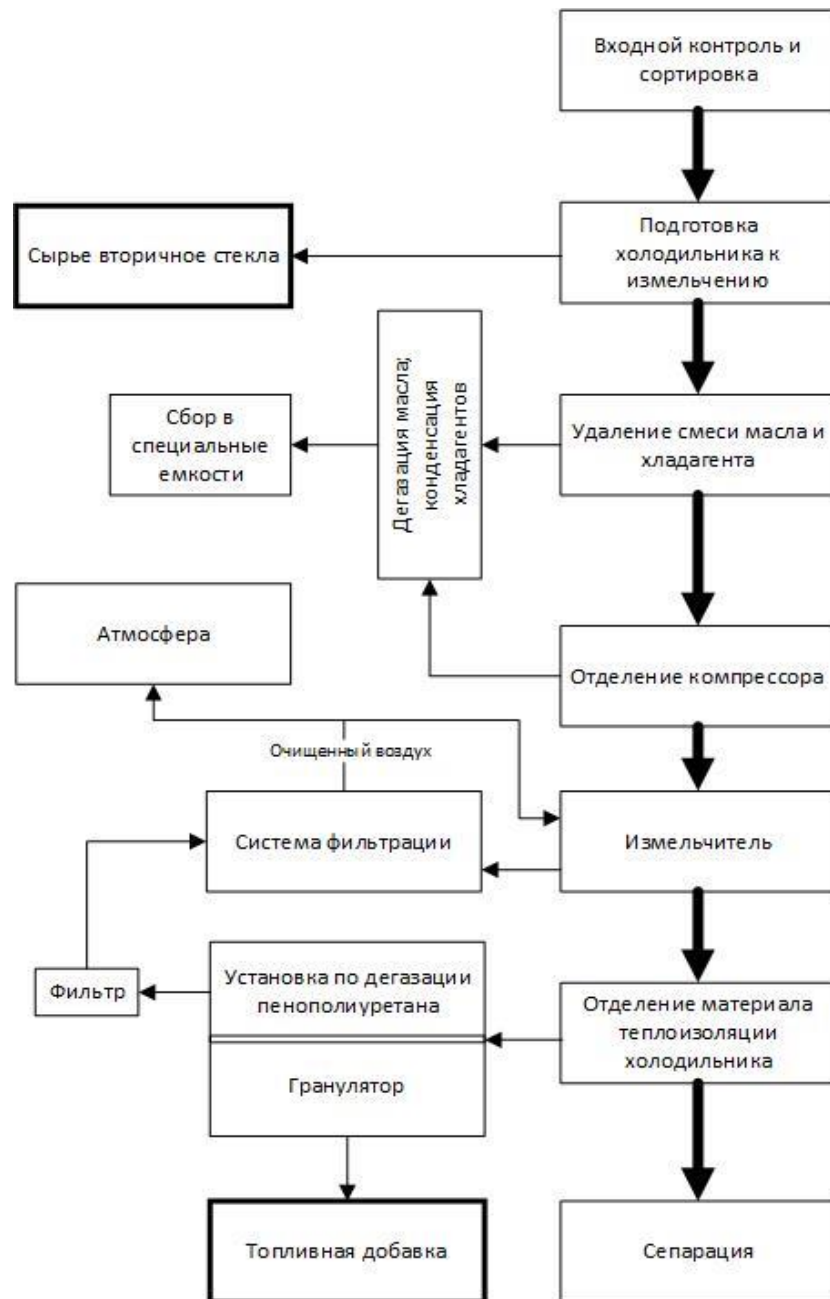 Входной контроль и
сортировка
Подготовка
холодильника к
измельчению
Сырье вторичное стекла
Дегазация масла;
конденсация
хладагентов
Сбор в
специальные
емкости
Удаление смеси масла и
хладагента
Атмосфера
Отделение компрессора
Очищенный воздух
Система фильтрации
Измельчитель
Фильтр
Установка по дегазации
пенополиуретана
Гранулятор
Отделение материала
теплоизоляции
холодильника
Топливная добавка
Сепарация